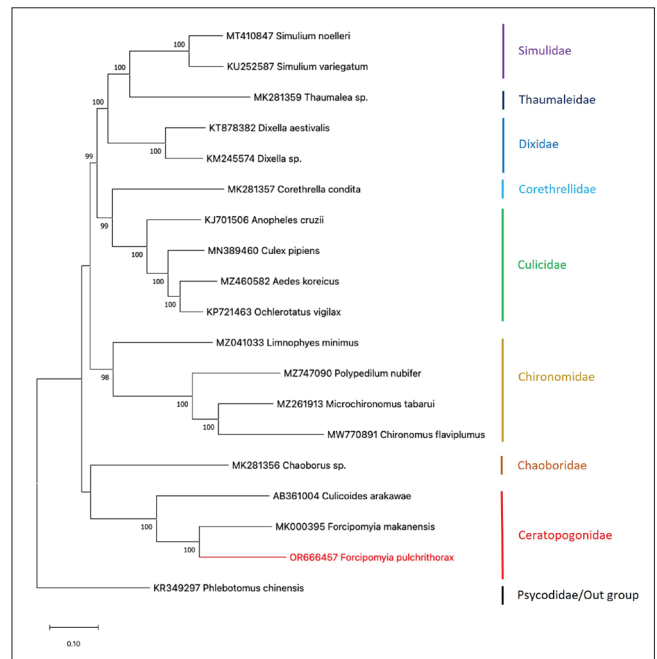 MT410847 Simulium noelleri
100
Simulidae
KU252587 Simulium variegatum
100
MK281359 Thaumalea sp.
Thaumaleidae
100
KT878382 Dixella aestivalis
Dixidae
100
KM245574 Dixella sp.
99
MK281357 Corethrella condita
Corethrellidae
99
KJ701506 Anopheles cruzii
100
MN389460 Culex pipiens
Culicidae
100
MZ460582 Aedes koreicus
100
KP721463 Ochlerotatus vigilax
MZ041033 Limnophyes minimus
98
MZ747090 Polypedilum nubifer
Chironomidae
100
MZ261913 Microchironomus tabarui
100
MW770891 Chironomus flaviplumus
MK281356 Chaoborus sp.
Chaoboridae
AB361004 Culicoides arakawae
100
MK000395 Forcipomyia makanensis
Ceratopogonidae
100
OR666457 Forcipomyia pulchrithorax
KR349297 Phlebotomus chinensis
Psycodidae/Out group
0.10